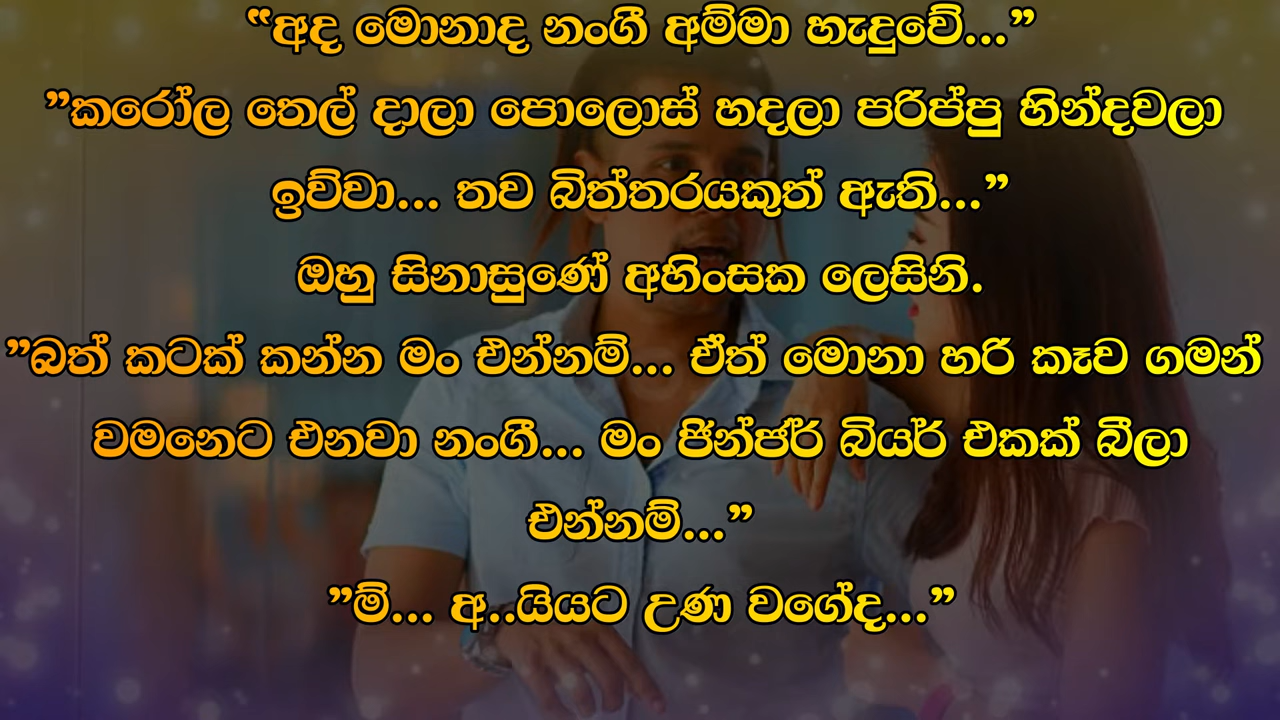 “අද මොනාද නංගී අම්මා හැදුවේ...”
”කරෝල තෙල් දාලා පොලොස් හදලා පරිප්පු හින්දවලා
ඉව්වා... තව බිත්තරයකුත් ඇති...”
ඔහු සිනාසුණේ අහිංසක ලෙසිනි.
”බත් කටක් කන්න මං එන්නම්... ඒත් මොනා හරි කෑව ගමන්
වමනෙට එනවා නංගී... මං ජින්ජර් බියර් එකක් බීලා
එන්නම්...”
”ම්... අ..යියට උණ වගේද...”